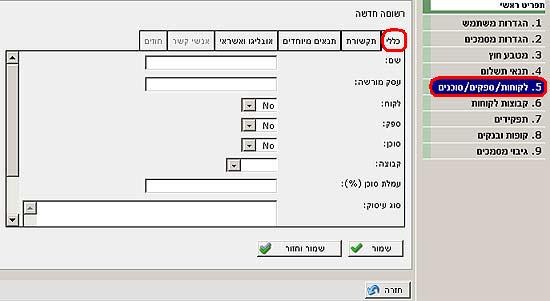 תפריט ראשי
1. הגדרות משתמש
2. הגדרות מסמכים
3. מטבע חוץ
4. תנאי תשלום
5. לקוחות/ספקים/סוכנים
6. קבוצות לקוחות
7. תפקידים
8. קופות ובנקים
9. גיבוי מסמכים
רשומה חדשה
כללי תקשורת תנאים מיוחדים אובליגו ואשראי אנשי קשר חוזים
שם:
עסק מורשה:
לקוח: No
ספק: No
סוכן: No
קבוצה:
עמלת סוכן (%):
סוג עיסוק:
שמור שמור וחזור
חזרה